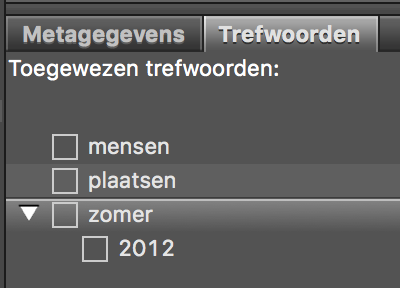 Metagegevens Trefwoorden
Toegewezen trefwoorden:
mensen
plaatsen
zomer
2012